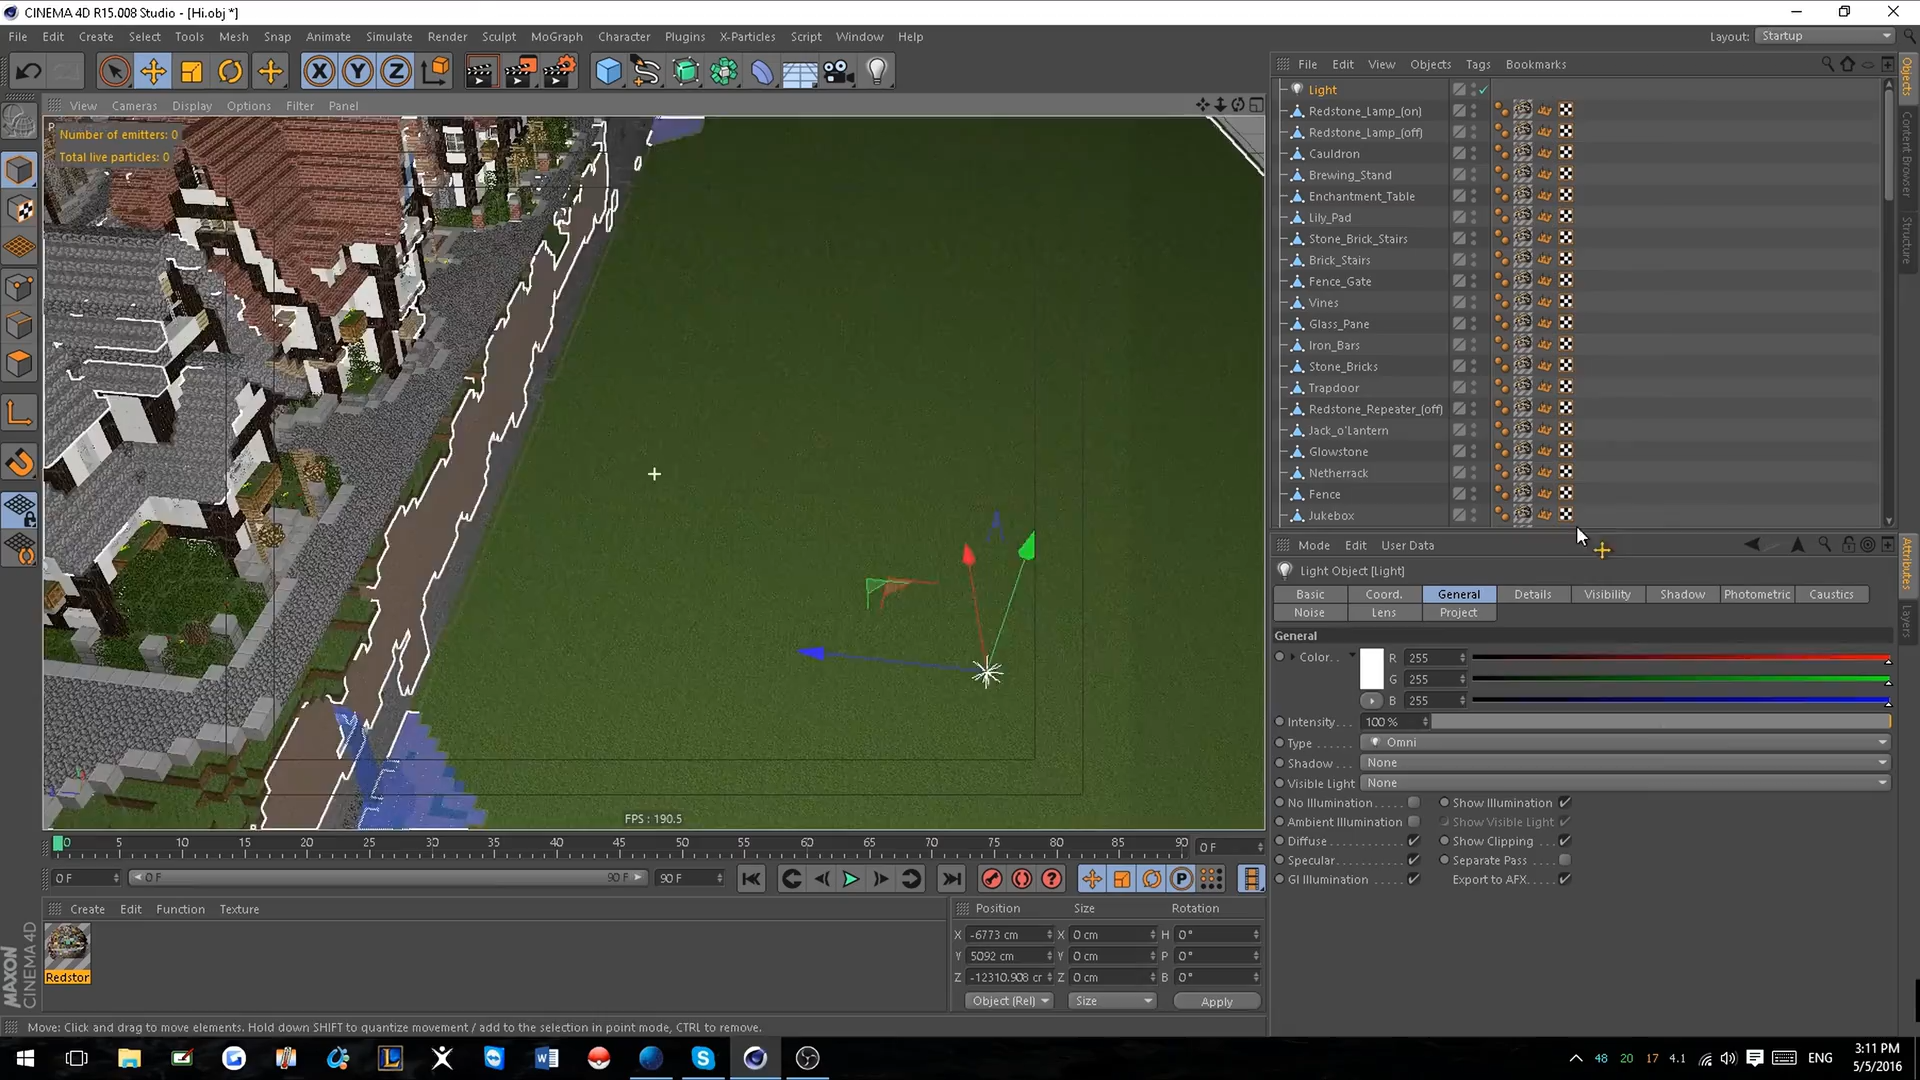 CINEMA 4D R15.008 Studio - [Hi.obj *]
File Edit Create Select Tools Mesh Snap Animate Simulate Render Sculpt MoGraph Character Plugins X-Particles Script Window Help
Layout: Startup
X Y Z
File Edit View Objects Tags Bookmarks
View Cameras Display Options Filter Panel
Number of emitters: 0
Total live particles: 0
FPS : 190.5
Light
Redstone_Lamp_(on)
Redstone_Lamp_(off)
Cauldron
Brewing_Stand
Enchantment_Table
Lily_Pad
Stone_Brick_Stairs
Brick_Stairs
Fence_Gate
Vines
Glass_Pane
Iron_Bars
Stone_Bricks
Trapdoor
Redstone_Repeater_(off)
Jack_o'Lantern
Glowstone
Netherrack
Fence
Jukebox
Objects
Content Browser
Structure
Mode Edit User Data
Light Object [Light]
Basic Coord. General Details Visibility Shadow Photometric Caustics
Noise Lens Project
General
Color. . R 255
G 255
B 255
Intensity. . . 100 %
Type . . . . . . Omni
Shadow. . . . None
Visible Light None
No Illumination. . . . . Show Illumination
Ambient Illumination Show Visible Light
Diffuse. . . . . . . . . . . Show Clipping . . .
Specular. . . . . . . . . . Separate Pass . .
GI Illumination . . . . . Export to AFX. . . . .
Attributes
Layers
0 5 10 15 20 25 30 35 40 45 50 55 60 65 70 75 80 85 90 0 F
0 F 0 F 90 F 90 F
P
Create Edit Function Texture
Redstor
MAXON
CINEMA 4D
Position Size Rotation
X -6773 cm X 0 cm H 0°
Y 5092 cm Y 0 cm P 0°
Z -12310.908 cr Z 0 cm B 0°
Object (Rel) Size Apply
Move: Click and drag to move elements. Hold down SHIFT to quantize movement / add to the selection in point mode, CTRL to remove.
48 20 17 4.1 ENG 3:11 PM
5/5/2016